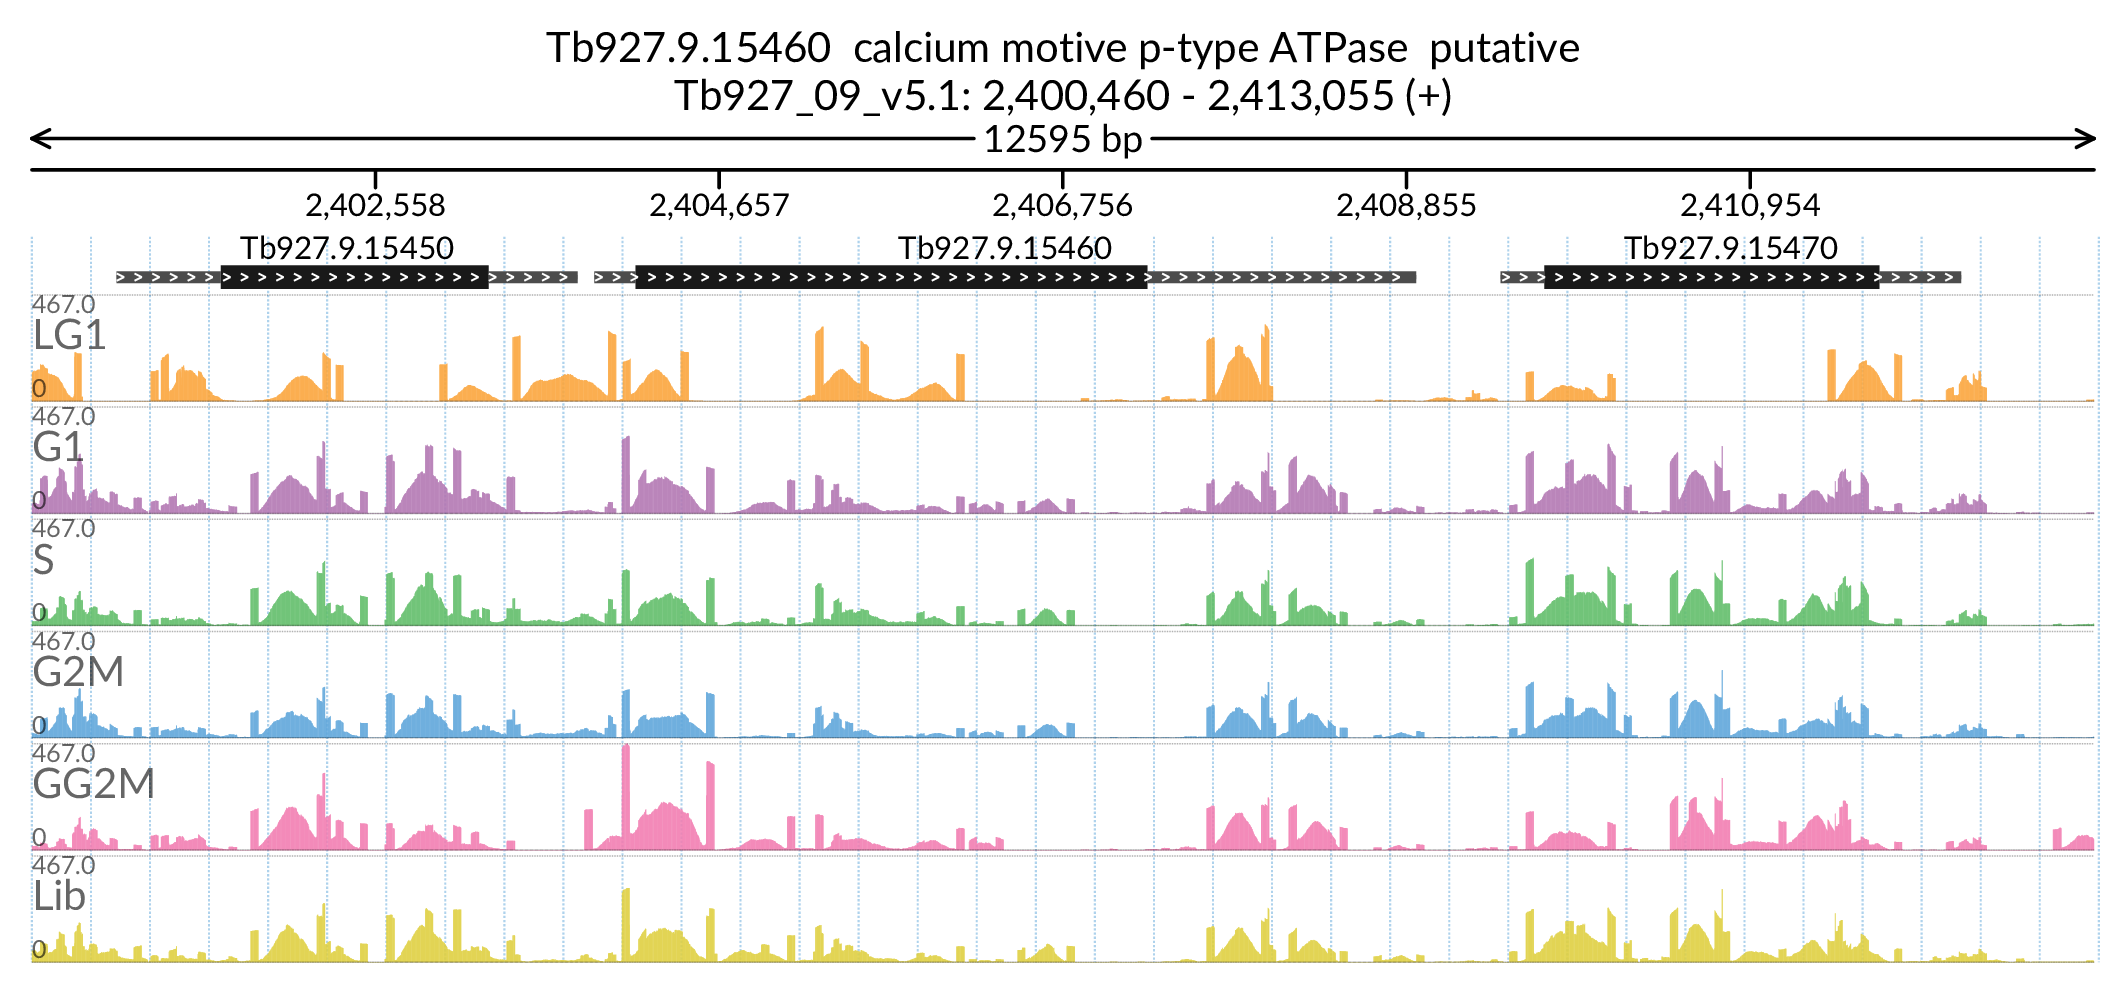 Tb927.9.15460 calcium motive p-type ATPase putative
Tb927_09_v5.1: 2,400,460 - 2,413,055 (+)
12595 bp
2,402,558 2,404,657 2,406,756 2,408,855 2,410,954
Tb927.9.15450 Tb927.9.15460 Tb927.9.15470
467.0
LG1
0
467.0
G1
0
467.0
S
0
467.0
G2M
0
467.0
GG2M
0
467.0
Lib
0